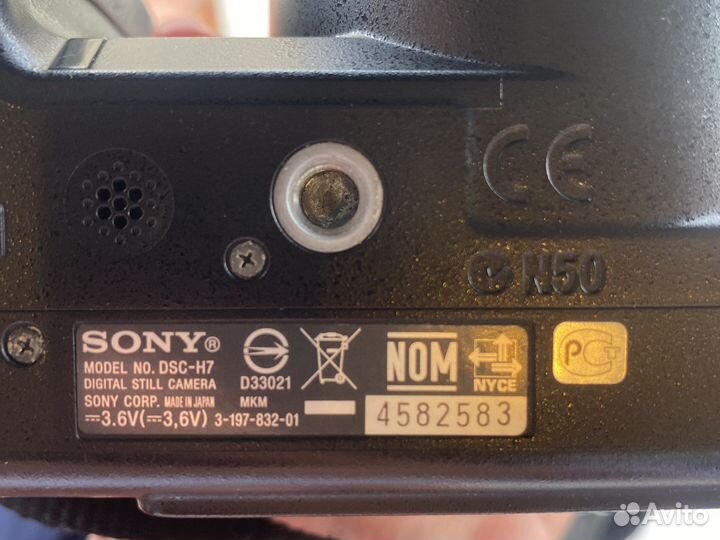 CE
N50
SONY®
MODEL NO. DSC-H7
DIGITAL STILL CAMERA
SONY CORP. MADE IN JAPAN
⎓3.6V(⎓3,6V) 3-197-832-01
D33021
MKM
NOM
NYCE
4582583
РСТ
Avito